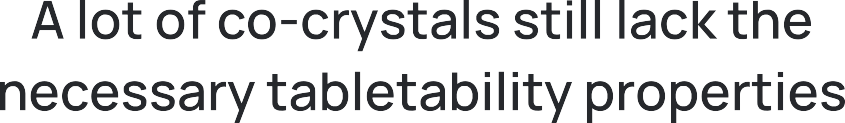 A lot of co-crystals still lack the
necessary tabletability properties